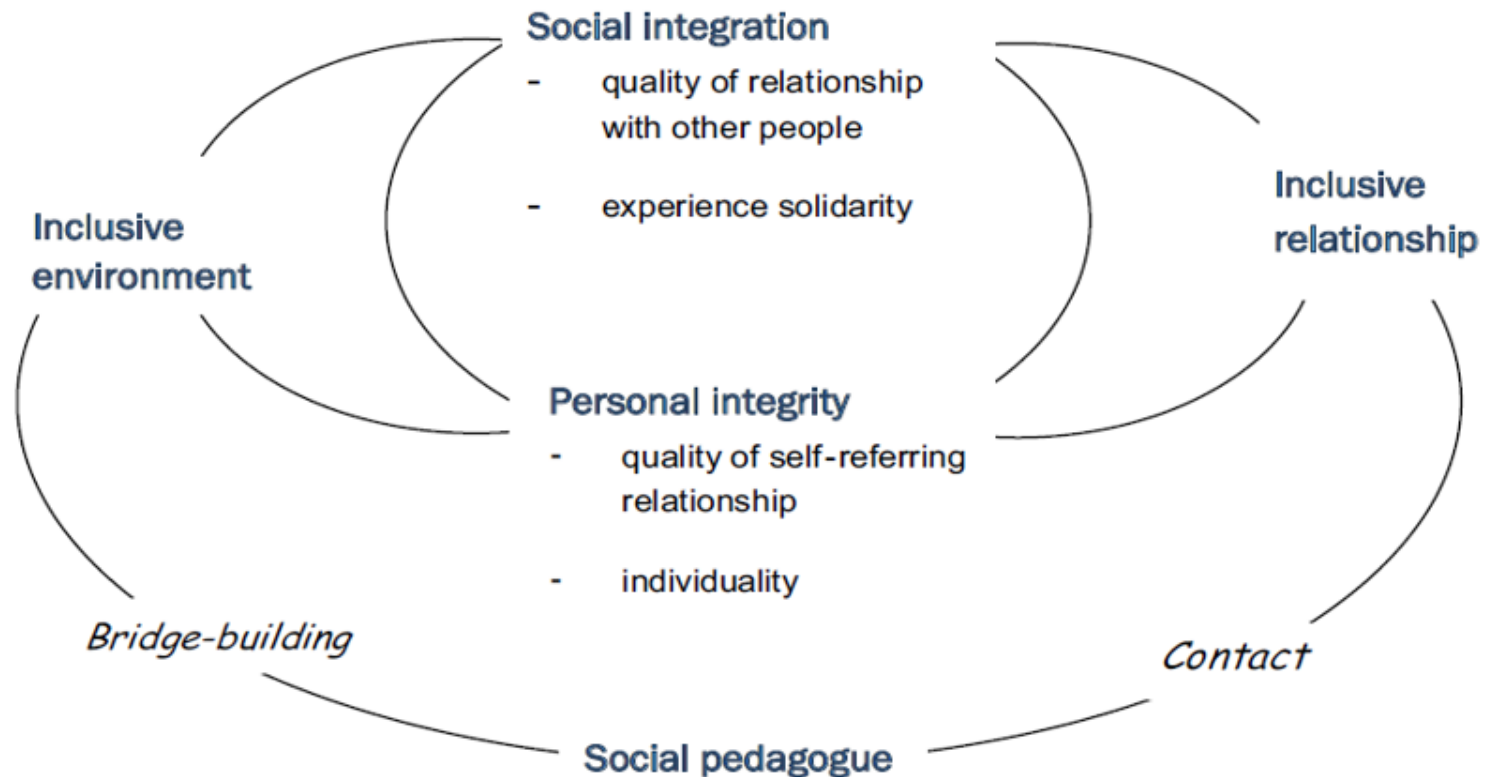 Social integration
- quality of relationship
with other people
- experience solidarity
Inclusive
environment
Inclusive
relationship
Personal integrity
- quality of self-referring
relationship
- individuality
Bridge-building
Contact
Social pedagogue